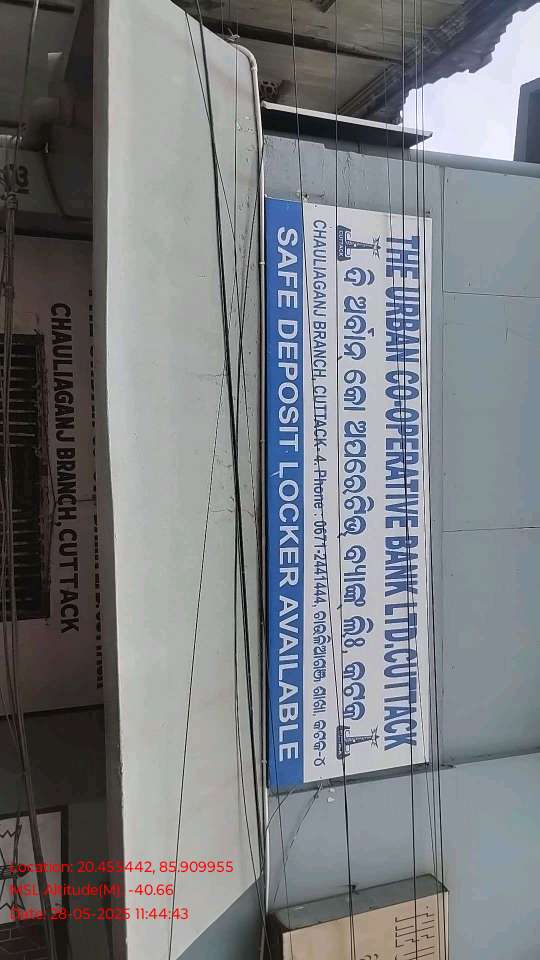 THE URBAN CO-OPERATIVE BANK LTD.CUTTACK
ଦି ଅର୍ବାନ କୋ ଅପରେଟିଭ୍ ବ୍ୟାଙ୍କ୍ ଲିଃ, କଟକ
CUTTACK
CHAULIAGANJ BRANCH, CUTTACK- 4. Phone : 0671-2441444, ଚାଉଳିଆଗଞ୍ଜ ଶାଖା, କଟକ-୪
SAFE DEPOSIT LOCKER AVAILABLE
CHAULIAGANJ BRANCH, CUTTACK
Location: 20.453442, 85.909955
MSL Altitude(M): -40.66
Date: 28-05-2025 11:44:43